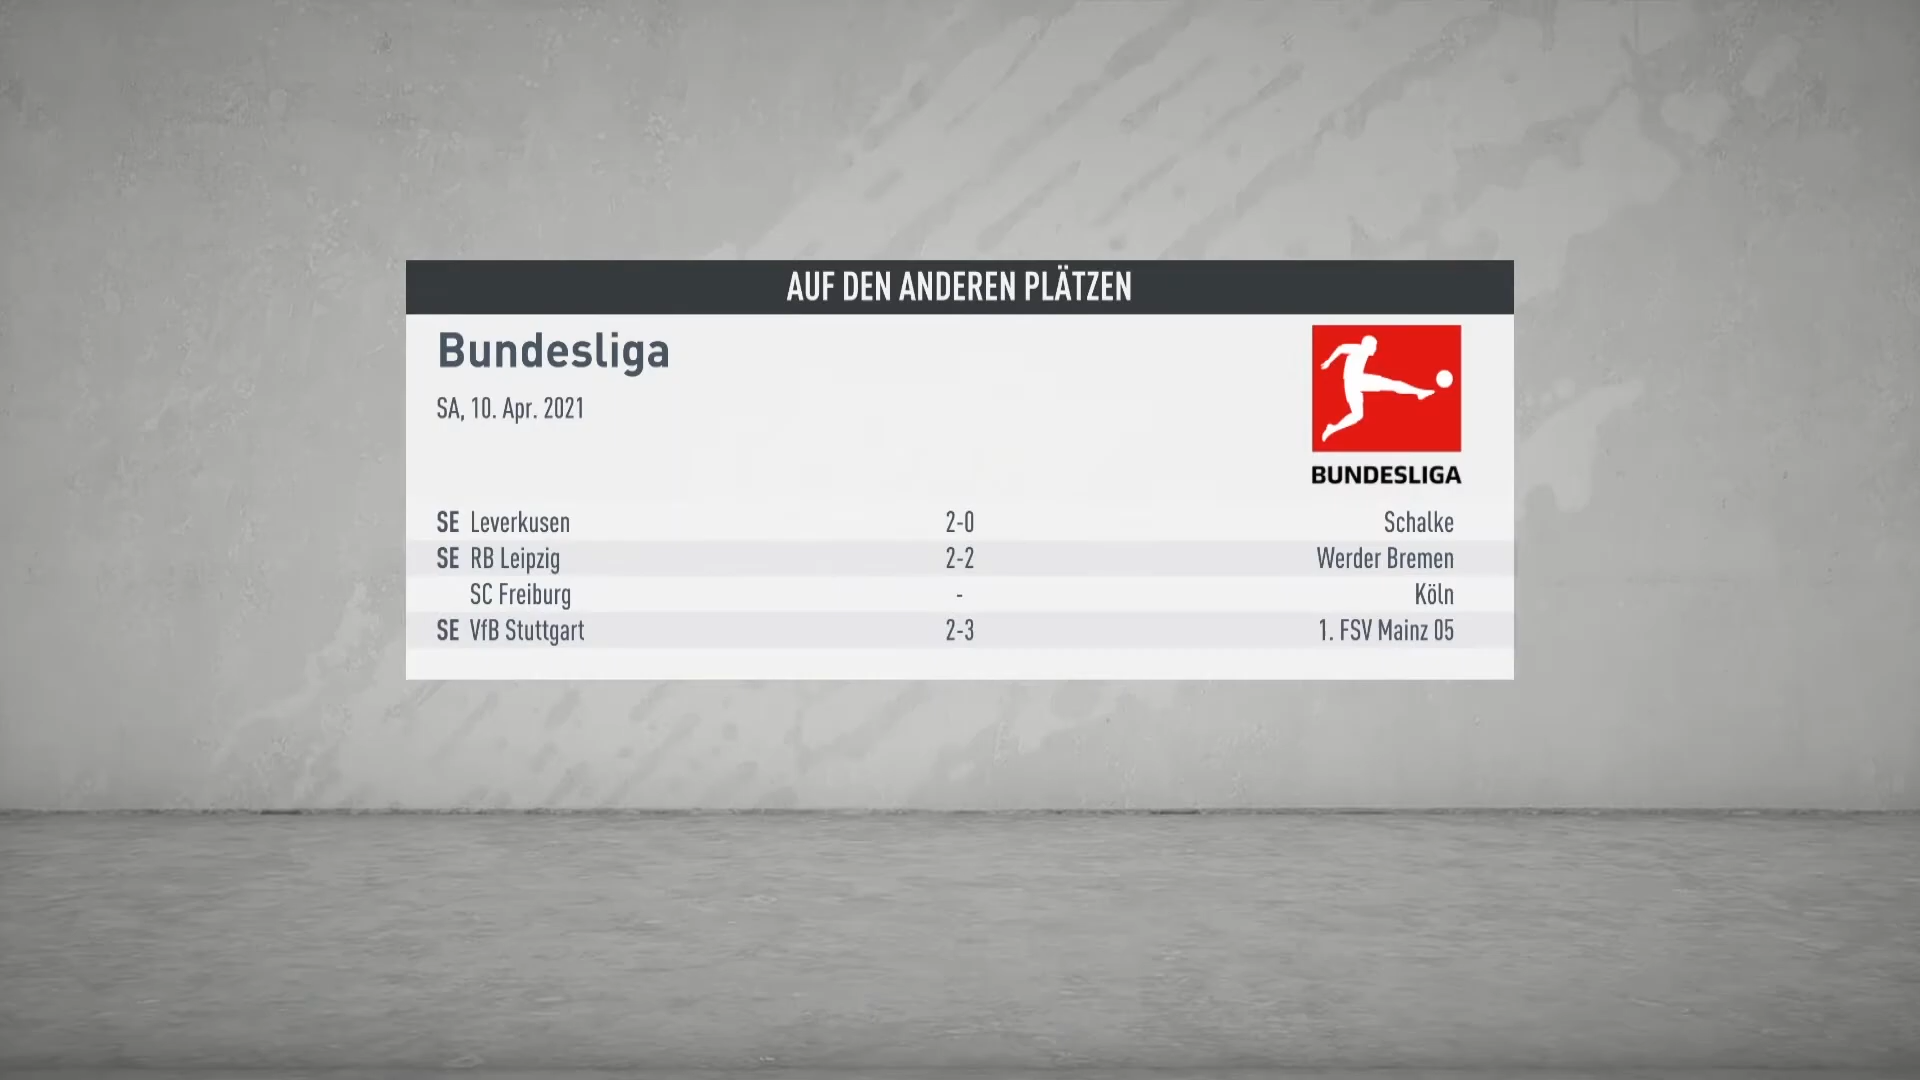 AUF DEN ANDEREN PLÄTZEN
Bundesliga
SA, 10. Apr. 2021
BUNDESLIGA
SE Leverkusen 2-0 Schalke
SE RB Leipzig 2-2 Werder Bremen
SC Freiburg - Köln
SE VfB Stuttgart 2-3 1. FSV Mainz 05